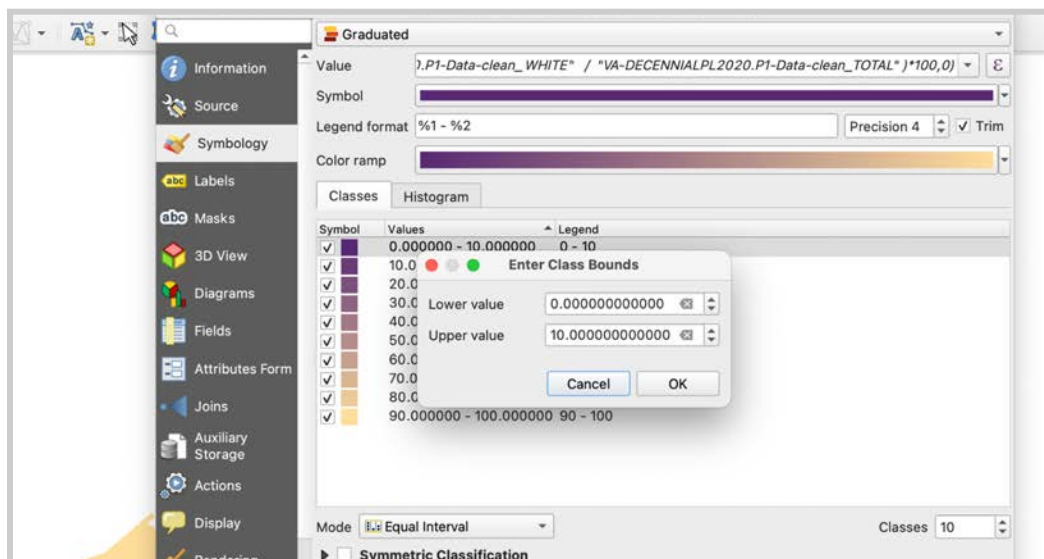 Graduated
Information
Value ).P1-Data-clean_WHITE" / "VA-DECENNIALPL2020.P1-Data-clean_TOTAL" )*100,0) ε
Source
Symbol
Symbology
Legend format %1 - %2 Precision 4 Trim
Color ramp
abc Labels
Classes Histogram
abc Masks
Symbol Values Legend
0.000000 - 10.000000 0 - 10
3D View
10.0 Enter Class Bounds
20.0
Diagrams
30.0 Lower value 0.000000000000
40.0
Fields
50.0 Upper value 10.000000000000
60.0
Attributes Form
70.0 Cancel OK
80.0
Joins
90.000000 - 100.000000 90 - 100
Auxiliary
Storage
Actions
Display
Mode Equal Interval Classes 10
Symmetric Classification